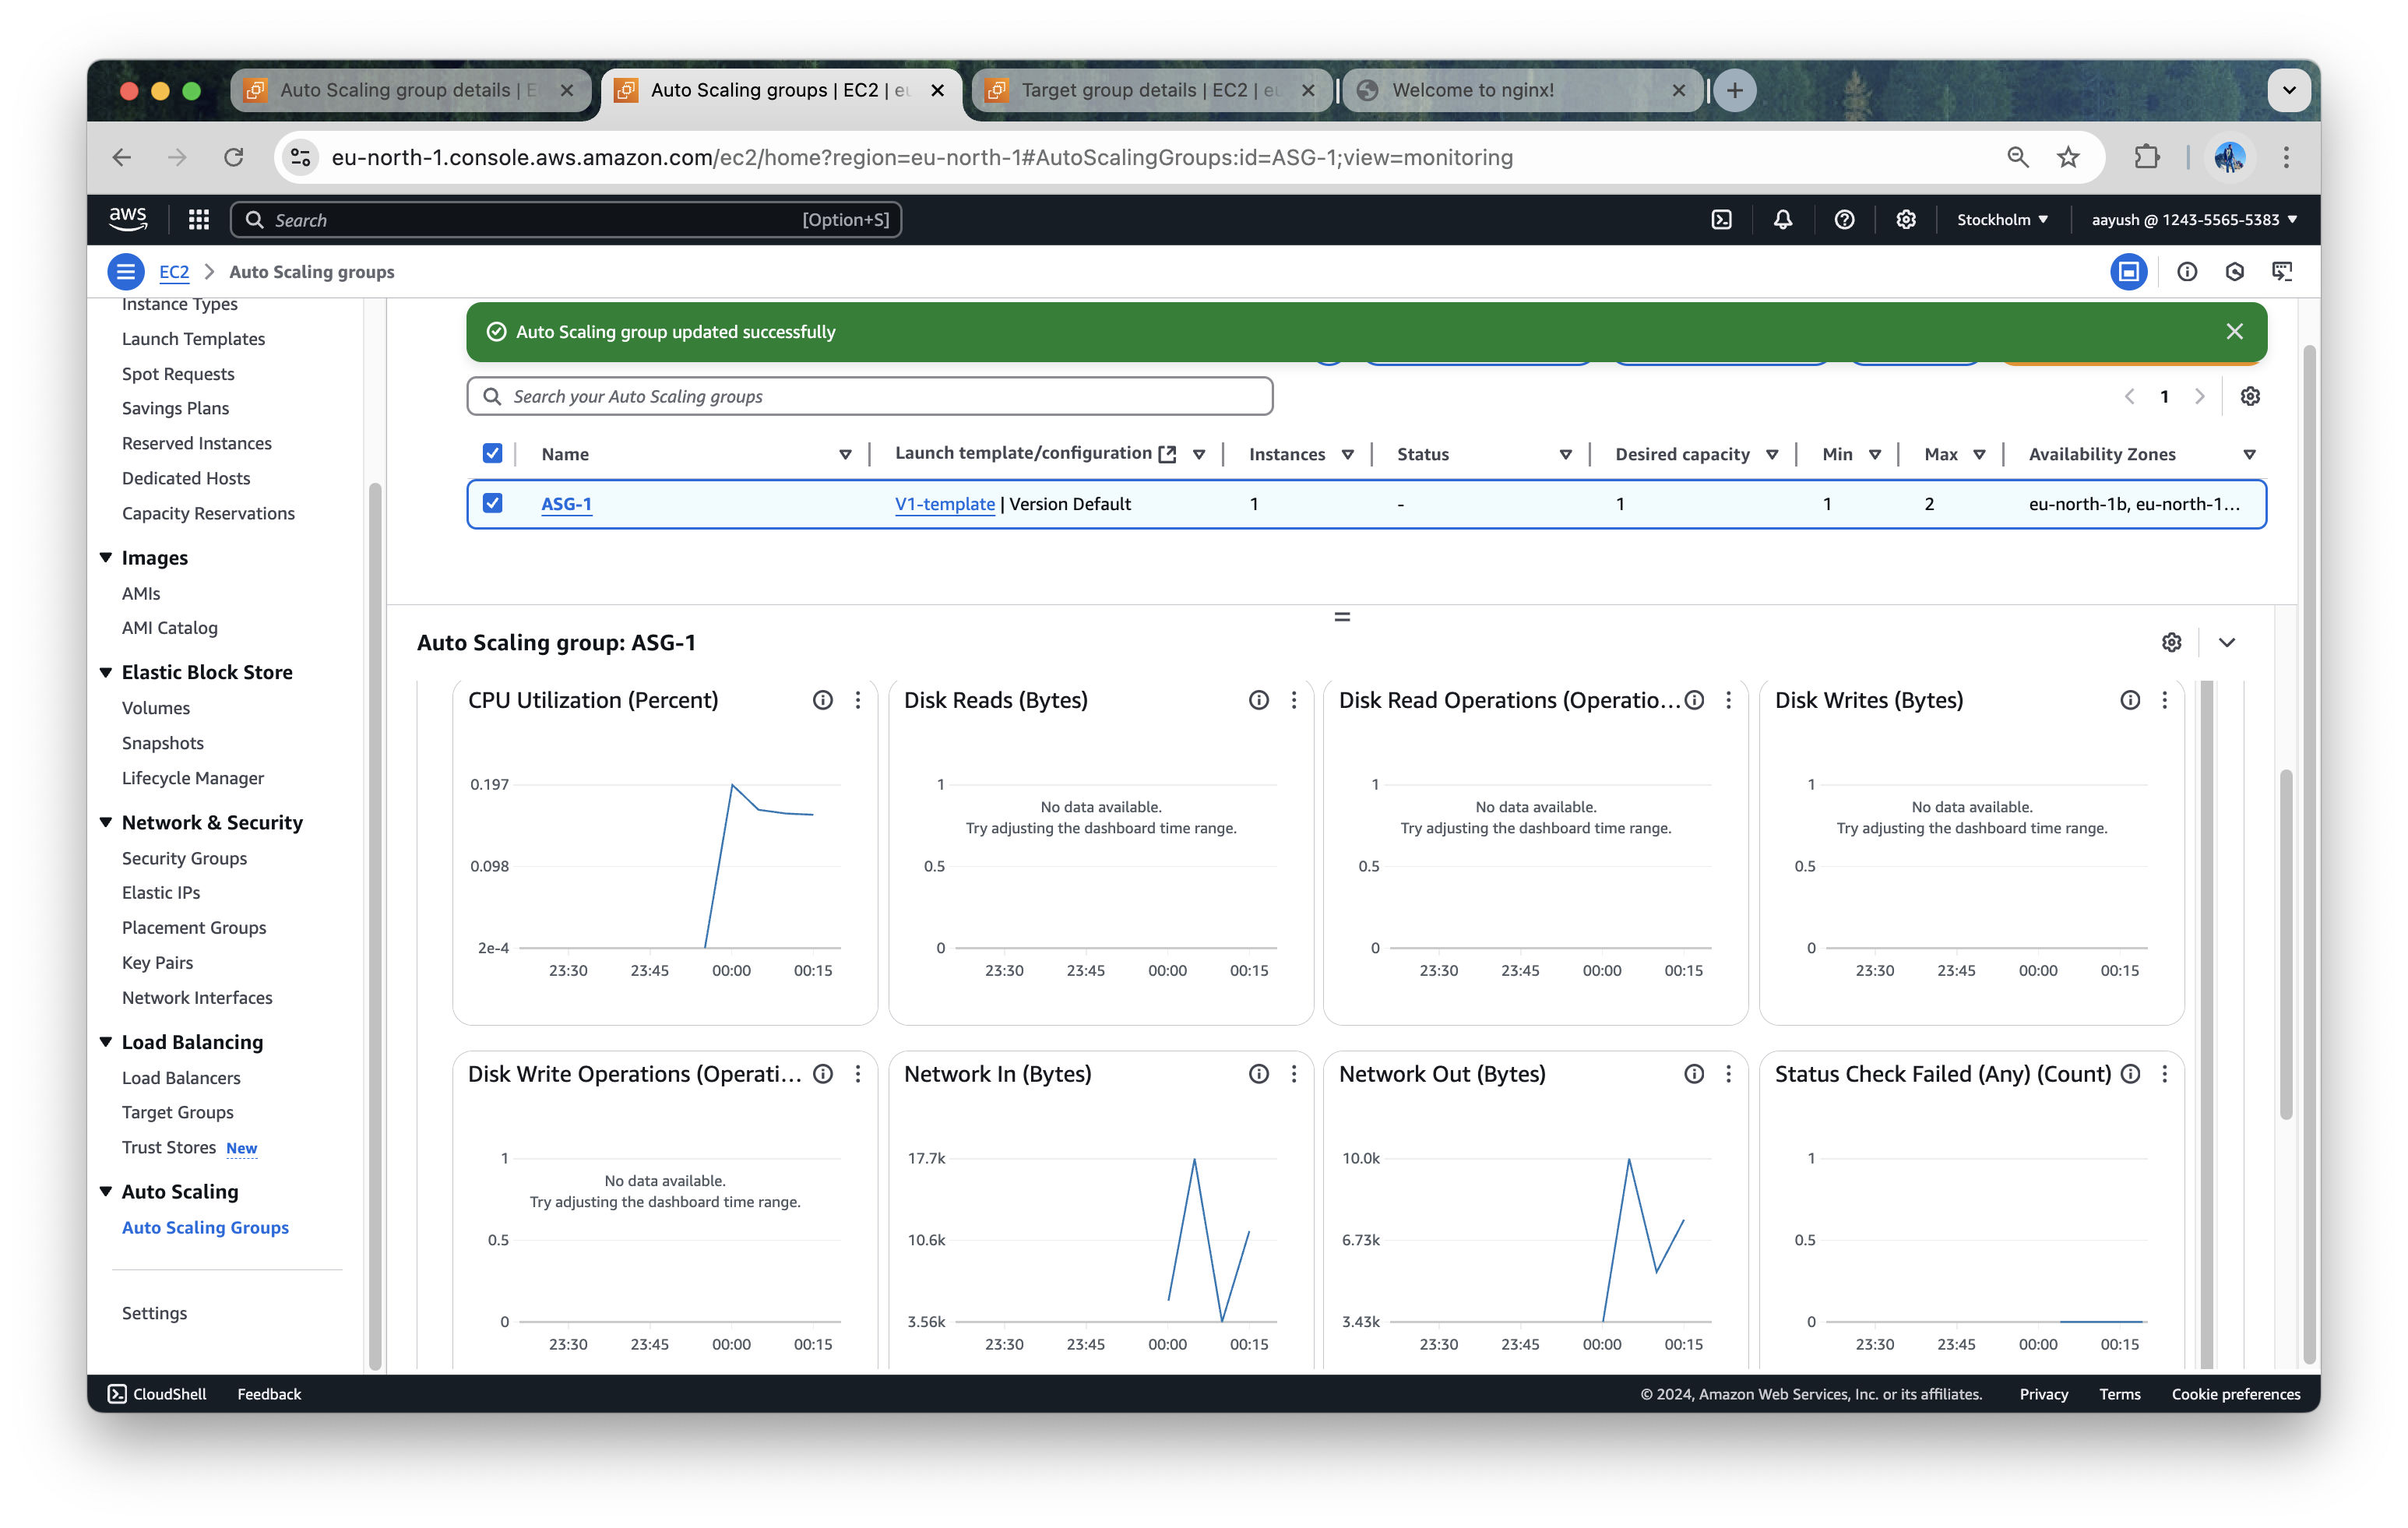 Auto Scaling group details | E
Auto Scaling groups | EC2 | eu
Target group details | EC2 | eu
Welcome to nginx!
eu-north-1.console.aws.amazon.com/ec2/home?region=eu-north-1#AutoScalingGroups:id=ASG-1;view=monitoring
aws
Search
[Option+S]
Stockholm
aayush @ 1243-5565-5383
EC2
Auto Scaling groups
Instance Types
Launch Templates
Spot Requests
Savings Plans
Reserved Instances
Dedicated Hosts
Capacity Reservations
Images
AMIs
AMI Catalog
Elastic Block Store
Volumes
Snapshots
Lifecycle Manager
Network & Security
Security Groups
Elastic IPs
Placement Groups
Key Pairs
Network Interfaces
Load Balancing
Load Balancers
Target Groups
Trust Stores New
Auto Scaling
Auto Scaling Groups
Settings
Auto Scaling group updated successfully
Search your Auto Scaling groups
1
Name Launch template/configuration Instances Status Desired capacity Min Max Availability Zones
ASG-1 V1-template | Version Default 1 - 1 1 2 eu-north-1b, eu-north-1...
Auto Scaling group: ASG-1
CPU Utilization (Percent)
0.197
0.098
2e-4
23:30 23:45 00:00 00:15
Disk Reads (Bytes)
1
No data available.
Try adjusting the dashboard time range.
0.5
0
23:30 23:45 00:00 00:15
Disk Read Operations (Operatio...
1
No data available.
Try adjusting the dashboard time range.
0.5
0
23:30 23:45 00:00 00:15
Disk Writes (Bytes)
1
No data available.
Try adjusting the dashboard time range.
0.5
0
23:30 23:45 00:00 00:15
Disk Write Operations (Operati...
1
No data available.
Try adjusting the dashboard time range.
0.5
0
23:30 23:45 00:00 00:15
Network In (Bytes)
17.7k
10.6k
3.56k
23:30 23:45 00:00 00:15
Network Out (Bytes)
10.0k
6.73k
3.43k
23:30 23:45 00:00 00:15
Status Check Failed (Any) (Count)
1
0.5
0
23:30 23:45 00:00 00:15
CloudShell
Feedback
© 2024, Amazon Web Services, Inc. or its affiliates.
Privacy
Terms
Cookie preferences